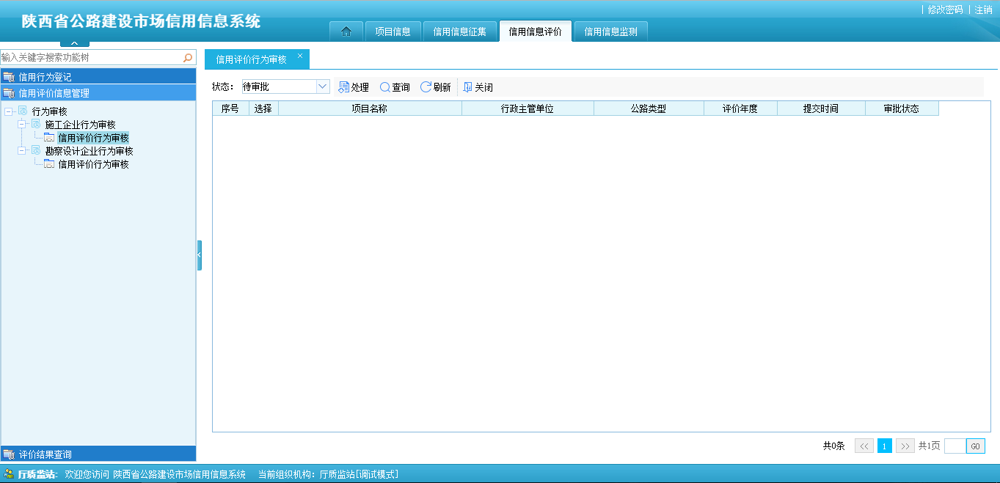 修改密码 注销
陕西省公路建设市场信用信息系统
项目信息 信用信息征集 信用信息评价 信用信息监测
输入关键字搜索功能树
信用行为登记
信用评价信息管理
行为审核
施工企业行为审核
信用评价行为审核
勘察设计企业行为审核
信用评价行为审核
评价结果查询
信用评价行为审核 ×
状态: 待审批 处理 查询 刷新 关闭
序号 选择 项目名称 行政主管单位 公路类型 评价年度 提交时间 审批状态
共0条 << 1 >> 共1页 GO
厅质监站: 欢迎您访问 陕西省公路建设市场信用信息系统 当前组织机构: 厅质监站[调试模式]